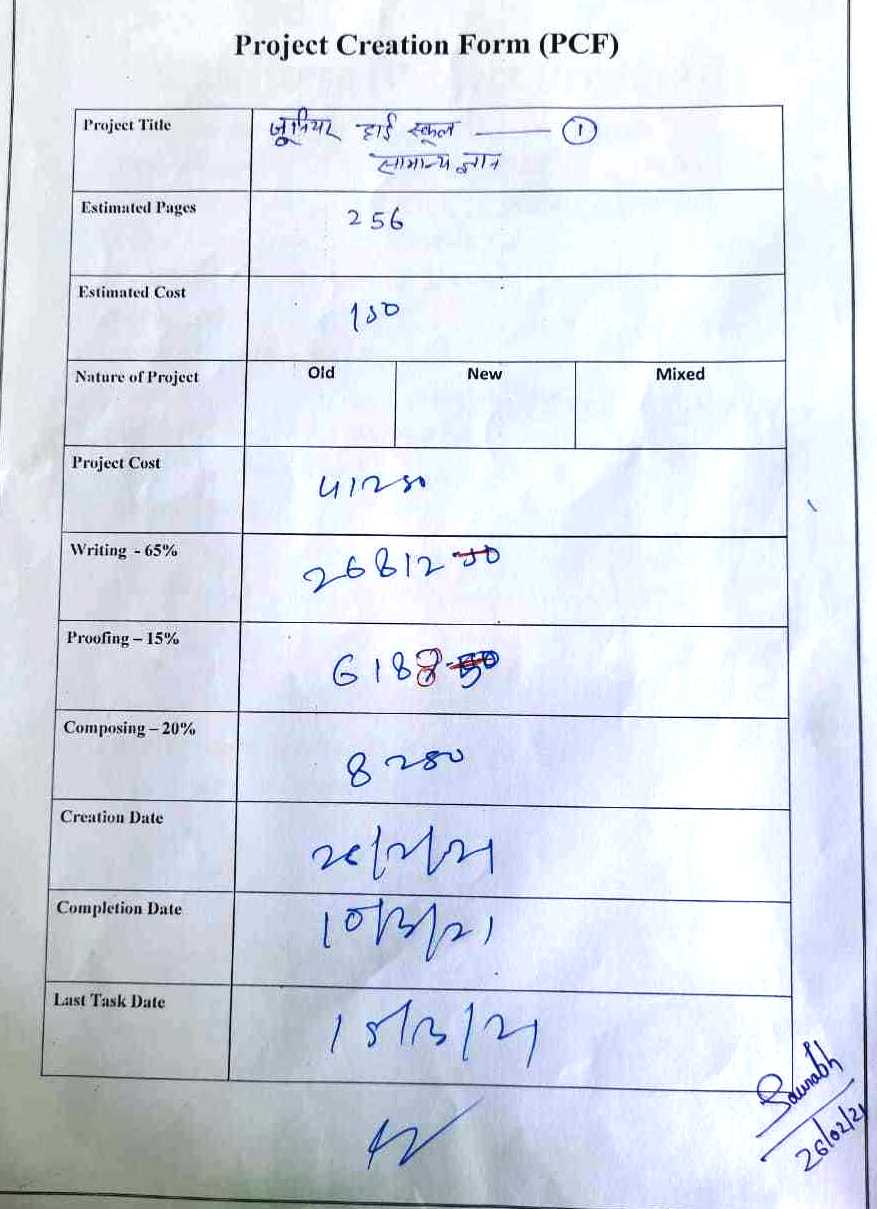 Project Creation Form (PCF)
Project Title जूनियर हाई स्कूल —— 1
सामान्य ज्ञान
Estimated Pages 256
Estimated Cost 150
Nature of Project Old New Mixed
Project Cost 41250
Writing - 65% 26812
Proofing – 15% 6188
Composing – 20% 8250
Creation Date 26/2/21
Completion Date 10/3/21
Last Task Date 15/3/21
Saurabh
26/02/21